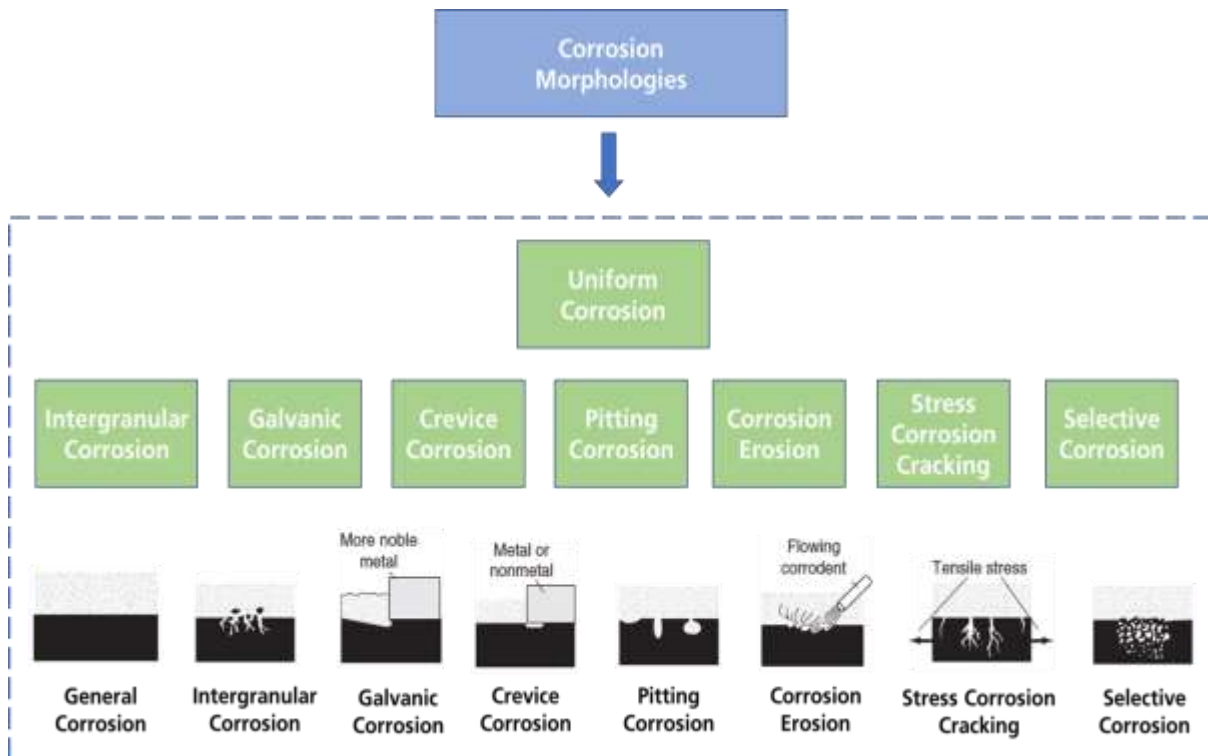 Corrosion
Morphologies
Uniform
Corrosion
Intergranular
Corrosion
Galvanic
Corrosion
Crevice
Corrosion
Pitting
Corrosion
Corrosion
Erosion
Stress
Corrosion
Cracking
Selective
Corrosion
More noble
metal
Metal or
nonmetal
Flowing
corrodent
Tensile stress
General
Corrosion
Intergranular
Corrosion
Galvanic
Corrosion
Crevice
Corrosion
Pitting
Corrosion
Corrosion
Erosion
Stress Corrosion
Cracking
Selective
Corrosion